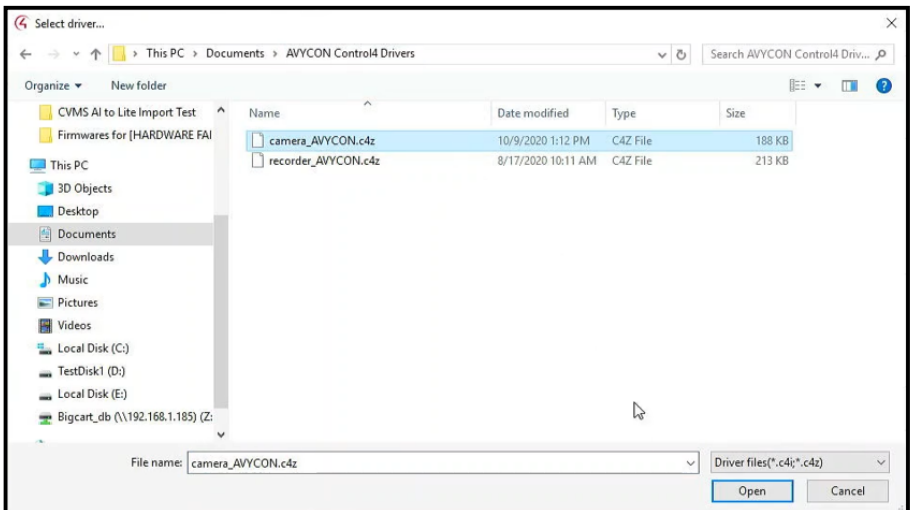 Select driver...
This PC > Documents > AVYCON Control4 Drivers
Search AVYCON Control4 Driv...
Organize
New folder
Name
Date modified
Type
Size
CVMS AI to Lite Import Test
Firmwares for [HARDWARE FAI
This PC
3D Objects
Desktop
Documents
Downloads
Music
Pictures
Videos
Local Disk (C:)
TestDisk1 (D:)
Local Disk (E:)
Bigcart_db (\\192.168.1.185) (Z:
camera_AVYCON.c4z 10/9/2020 1:12 PM C4Z File 188 KB
recorder_AVYCON.c4z 8/17/2020 10:11 AM C4Z File 213 KB
File name: camera_AVYCON.c4z
Driver files(*.c4i;*.c4z)
Open
Cancel